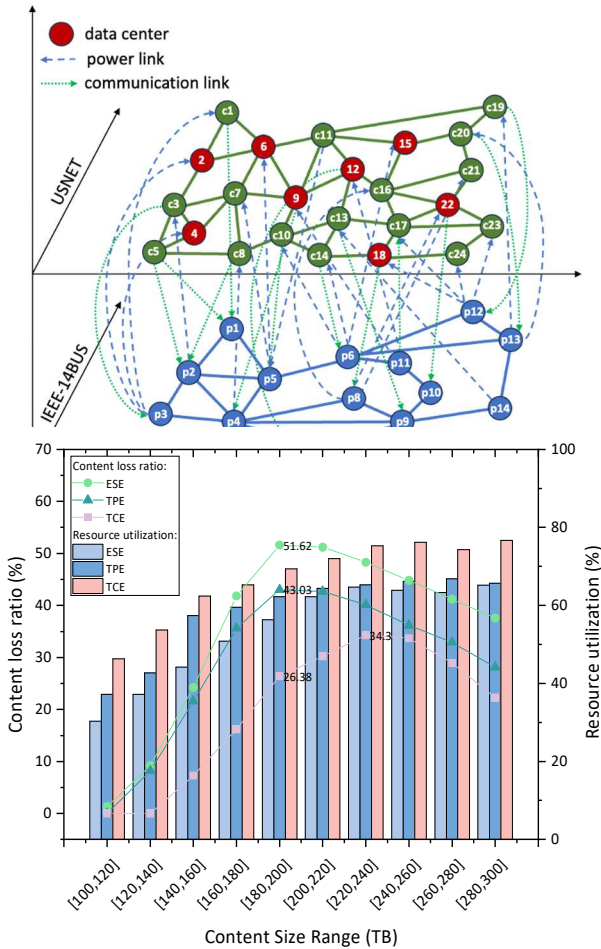 data center
power link
communication link
USNET
c1
c19
6
c11
c20
2
15
12
c21
c16
c7
c3
9
22
c13
c17
c23
4
c10
c5
c8
c14
18
c24
IEEE-14BUS
p12
p1
p13
p6
p11
p2
p5
p10
p8
p14
p3
p4
p9
70
60
50
40
30
20
10
0
Content loss ratio (%)
Content loss ratio:
ESE
TPE
TCE
Resource utilization:
ESE
TPE
TCE
51.62
43.03
34.3
26.38
100
80
60
40
20
0
Resource utilization (%)
[100,120]
[120,140]
[140,160]
[160,180]
[180,200]
[200,220]
[220,240]
[240,260]
[260,280]
[280,300]
Content Size Range (TB)